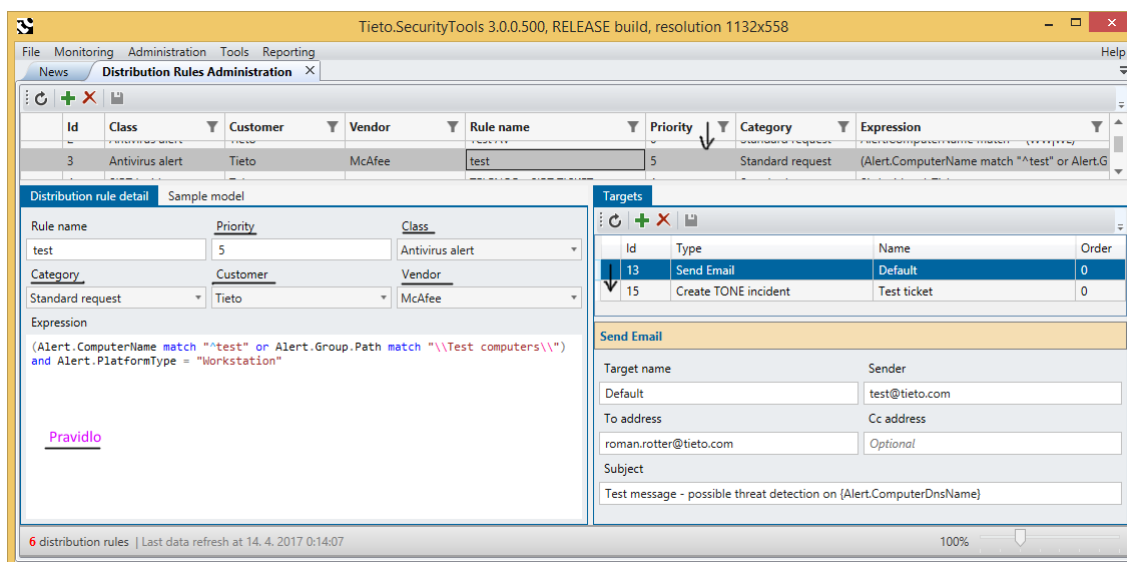 Tieto.SecurityTools 3.0.0.500, RELEASE build, resolution 1132x558
File Monitoring Administration Tools Reporting Help
News Distribution Rules Administration
Id Class Customer Vendor Rule name Priority Category Expression
3 Antivirus alert Tieto McAfee test 5 Standard request (Alert.ComputerName match "^test" or Alert.G
Distribution rule detail Sample model
Rule name Priority Class
test 5 Antivirus alert
Category Customer Vendor
Standard request Tieto McAfee
Expression
(Alert.ComputerName match "^test" or Alert.Group.Path match "\\Test computers\\")
and Alert.PlatformType = "Workstation"
Pravidlo
Targets
Id Type Name Order
13 Send Email Default 0
15 Create TONE incident Test ticket 0
Send Email
Target name Sender
Default test@tieto.com
To address Cc address
roman.rotter@tieto.com Optional
Subject
Test message - possible threat detection on {Alert.ComputerDnsName}
6 distribution rules | Last data refresh at 14. 4. 2017 0:14:07 100%